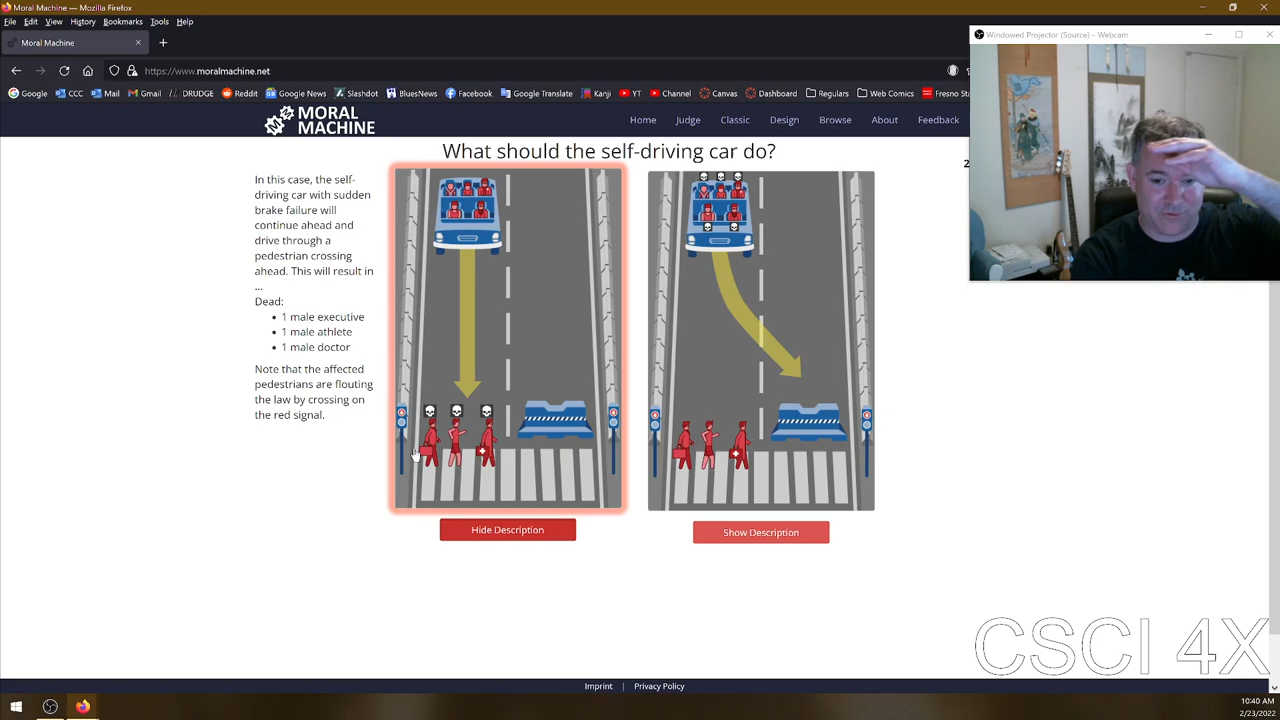 Moral Machine — Mozilla Firefox
File Edit View History Bookmarks Tools Help
Moral Machine
https://www.moralmachine.net
Google CCC Mail Gmail DRUDGE Reddit Google News Slashdot BluesNews Facebook Google Translate Kanji YT Channel Canvas Dashboard Regulars Web Comics Fresno Sta
Windowed Projector (Source) - Webcam
MORAL
MACHINE
Home Judge Classic Design Browse About Feedback
What should the self-driving car do?
2
In this case, the self-
driving car with sudden
brake failure will
continue ahead and
drive through a
pedestrian crossing
ahead. This will result in
...
Dead:
1 male executive
1 male athlete
1 male doctor
Note that the affected
pedestrians are flouting
the law by crossing on
the red signal.
Hide Description
Show Description
CSCI 4X
Imprint | Privacy Policy
10:40 AM
2/23/2022